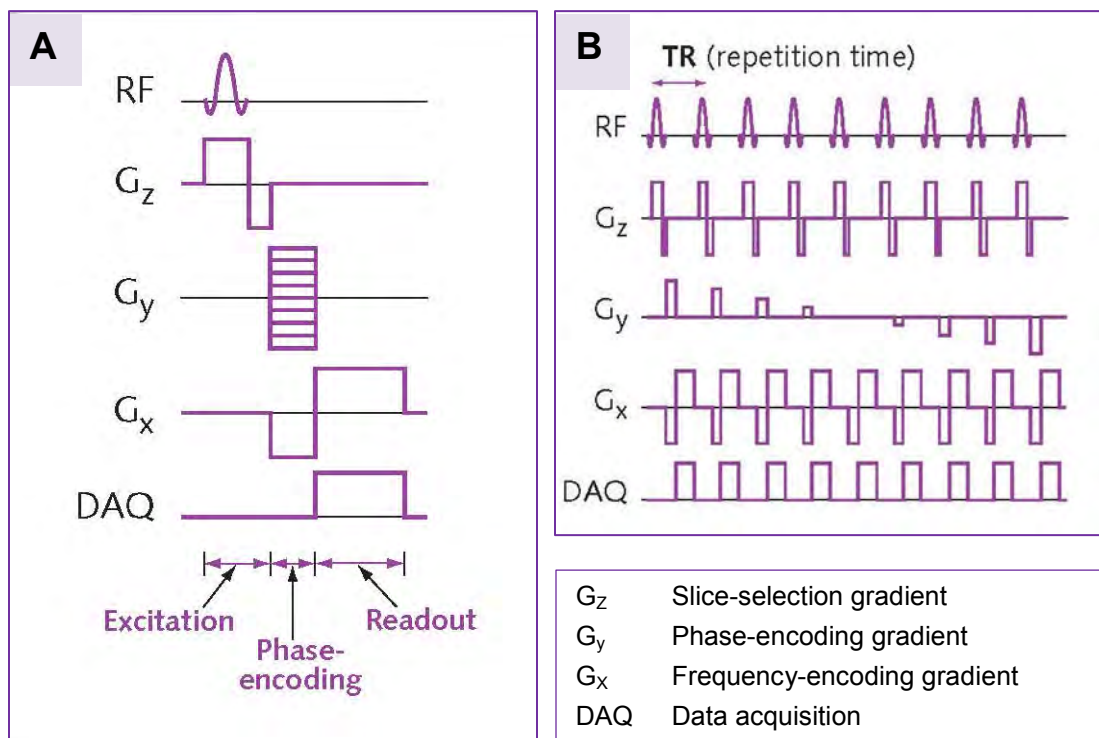 A
RF
Gz
Gy
Gx
DAQ
Excitation
Readout
Phase-
encoding
B
TR (repetition time)
RF
Gz
Gy
Gx
DAQ
GZ Slice-selection gradient
Gy Phase-encoding gradient
GX Frequency-encoding gradient
DAQ Data acquisition